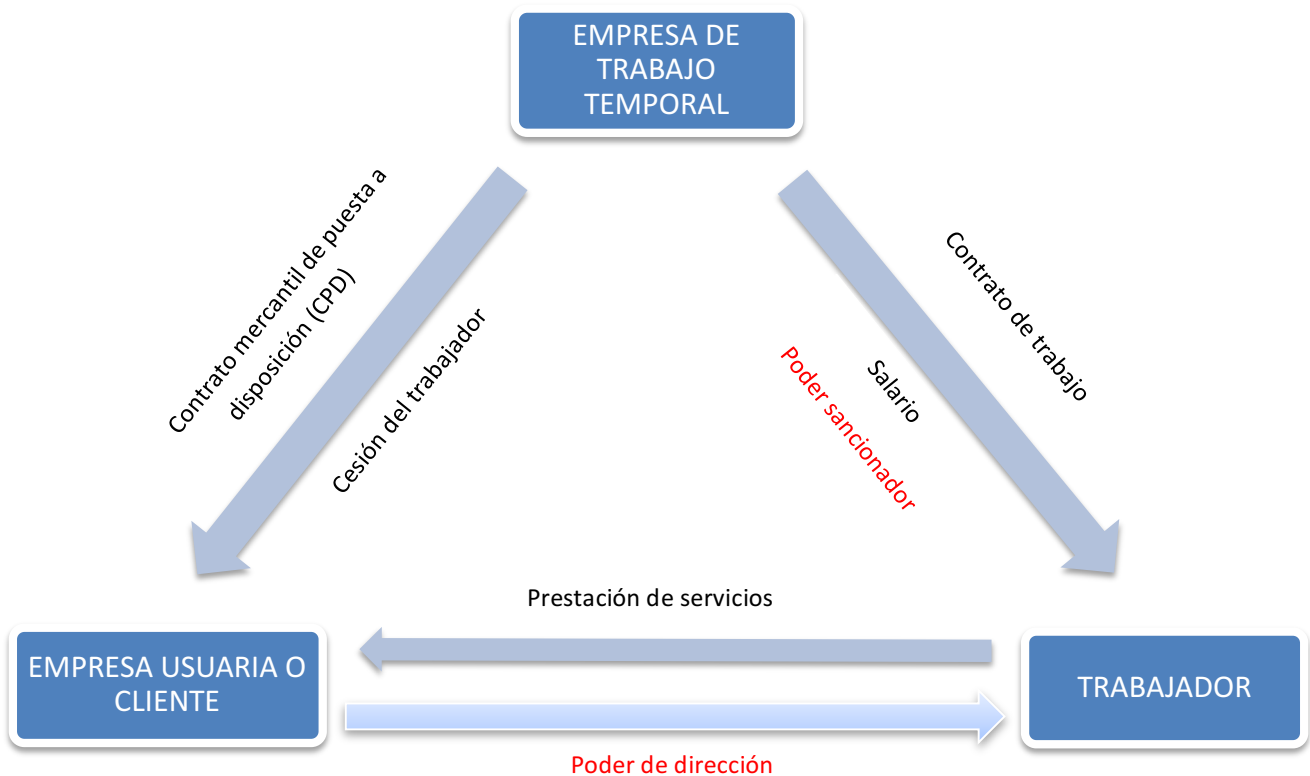 EMPRESA DE
TRABAJO
TEMPORAL
Contrato mercantil de puesta a
disposición (CPD)
Cesión del trabajador
Contrato de trabajo
Salario
Poder sancionador
Prestación de servicios
EMPRESA USUARIA O
CLIENTE
TRABAJADOR
Poder de dirección